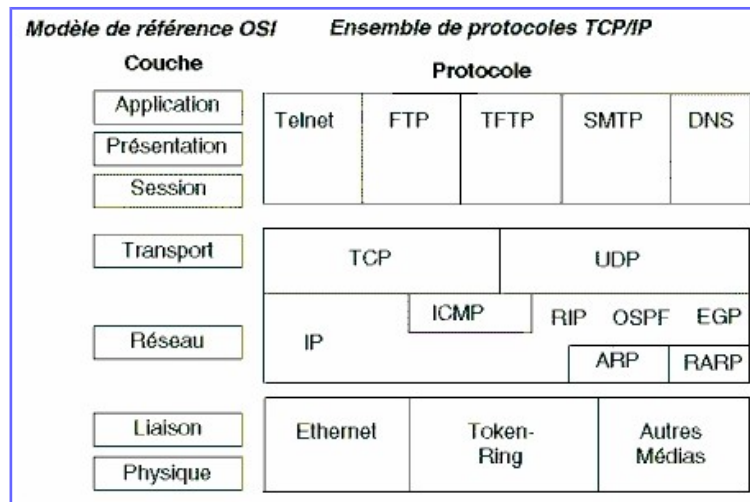 Modèle de référence OSI Ensemble de protocoles TCP/IP
Couche Protocole
Application
Présentation
Session
Telnet FTP TFTP SMTP DNS
Transport
TCP UDP
Réseau
IP ICMP RIP OSPF EGP
ARP RARP
Liaison
Physique
Ethernet Token-
Ring Autres
Médias